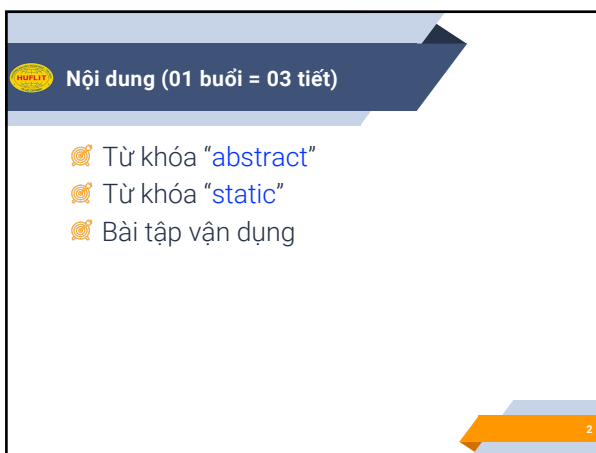 HUFLIT
Nội dung (01 buổi = 03 tiết)
Từ khóa “abstract”
Từ khóa “static”
Bài tập vận dụng
2